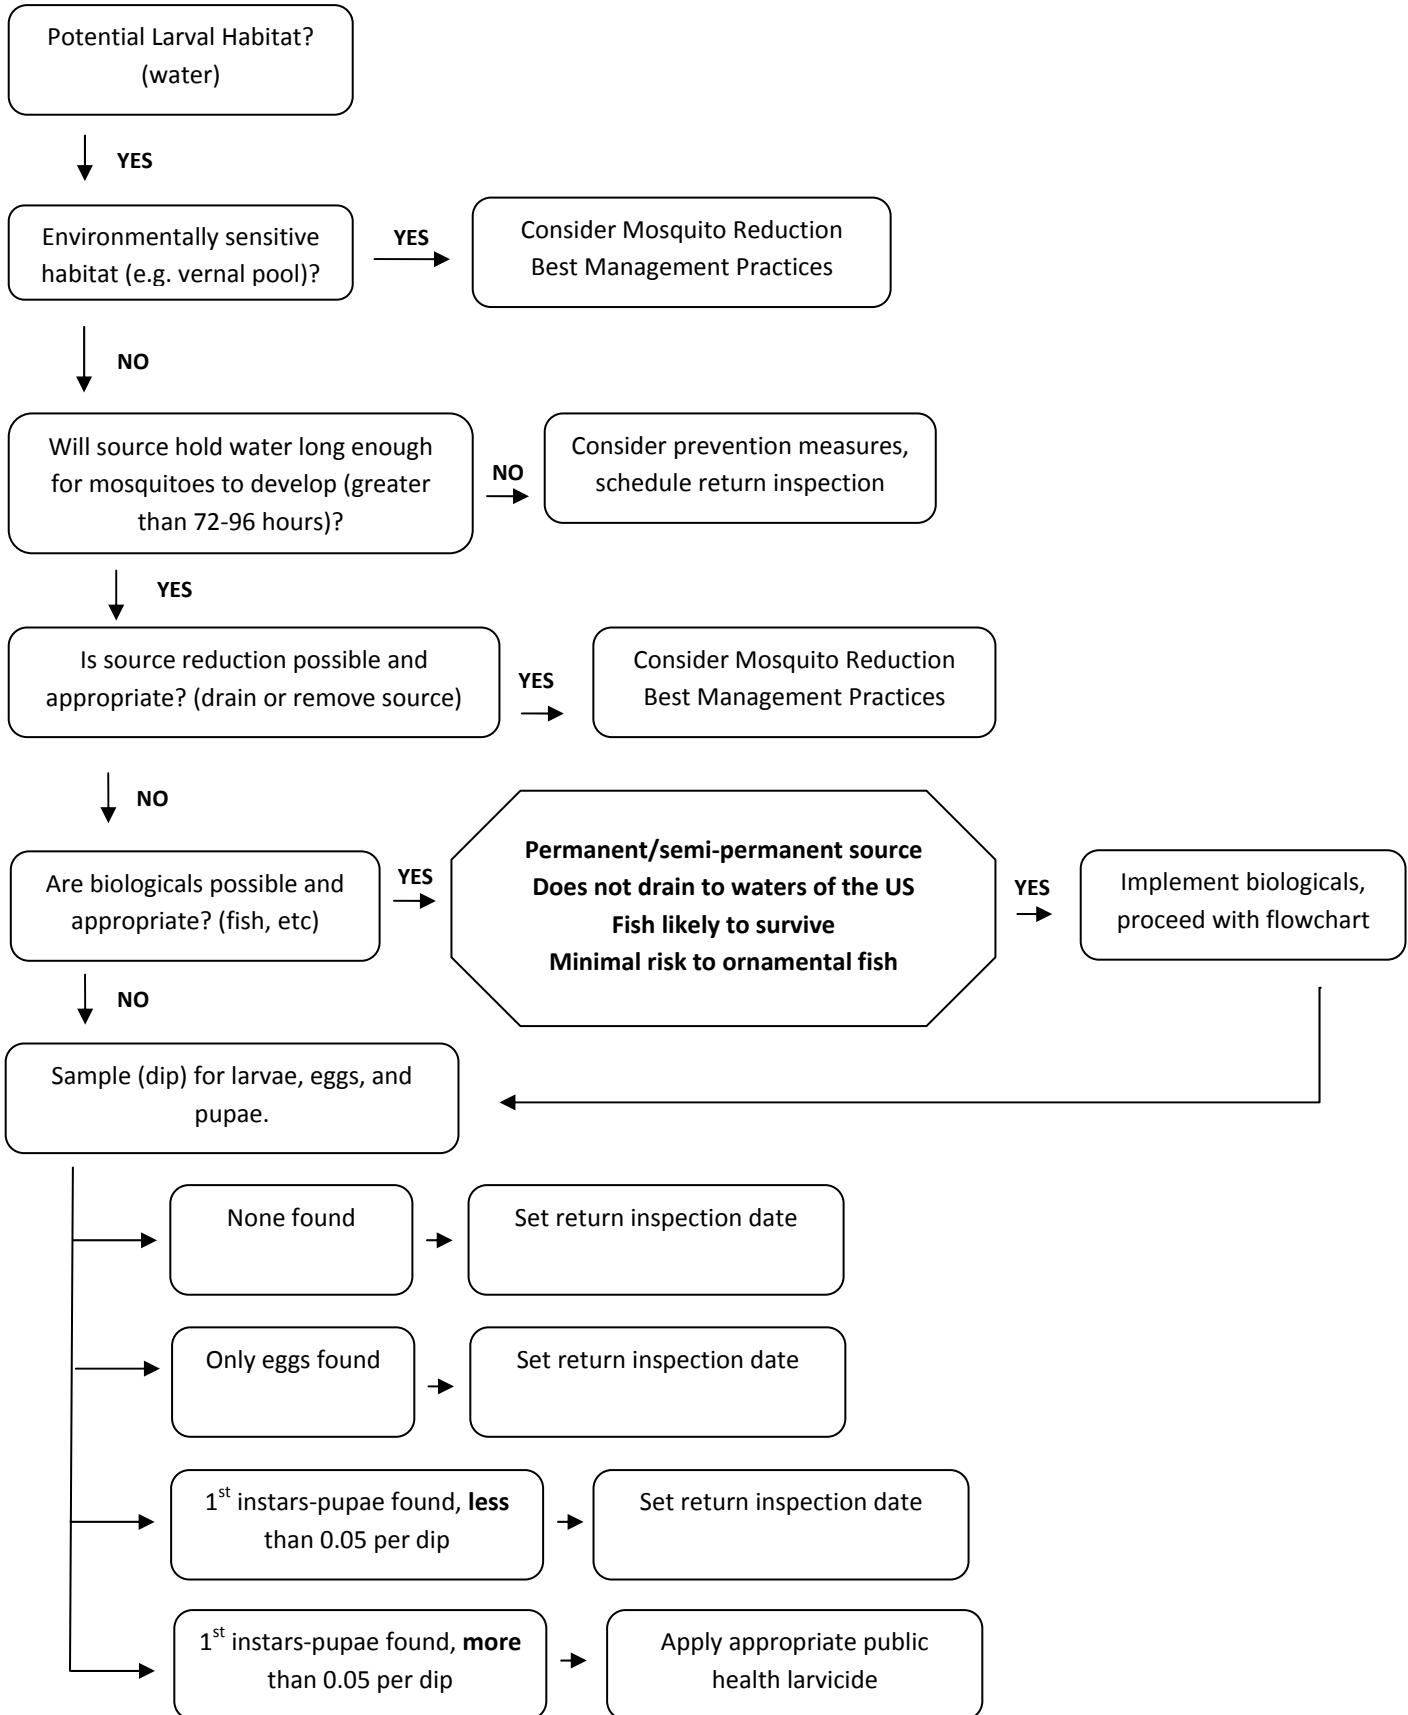 Potential Larval Habitat?
(water)
YES
Environmentally sensitive
habitat (e.g. vernal pool)?
YES
Consider Mosquito Reduction
Best Management Practices
NO
Will source hold water long enough
for mosquitoes to develop (greater
than 72-96 hours)?
NO
Consider prevention measures,
schedule return inspection
YES
Is source reduction possible and
appropriate? (drain or remove source)
YES
Consider Mosquito Reduction
Best Management Practices
NO
Are biologicals possible and
appropriate? (fish, etc)
YES
Permanent/semi-permanent source
Does not drain to waters of the US
Fish likely to survive
Minimal risk to ornamental fish
YES
Implement biologicals,
proceed with flowchart
NO
Sample (dip) for larvae, eggs, and
pupae.
None found
Set return inspection date
Only eggs found
Set return inspection date
1st instars-pupae found, less
than 0.05 per dip
Set return inspection date
1st instars-pupae found, more
than 0.05 per dip
Apply appropriate public
health larvicide